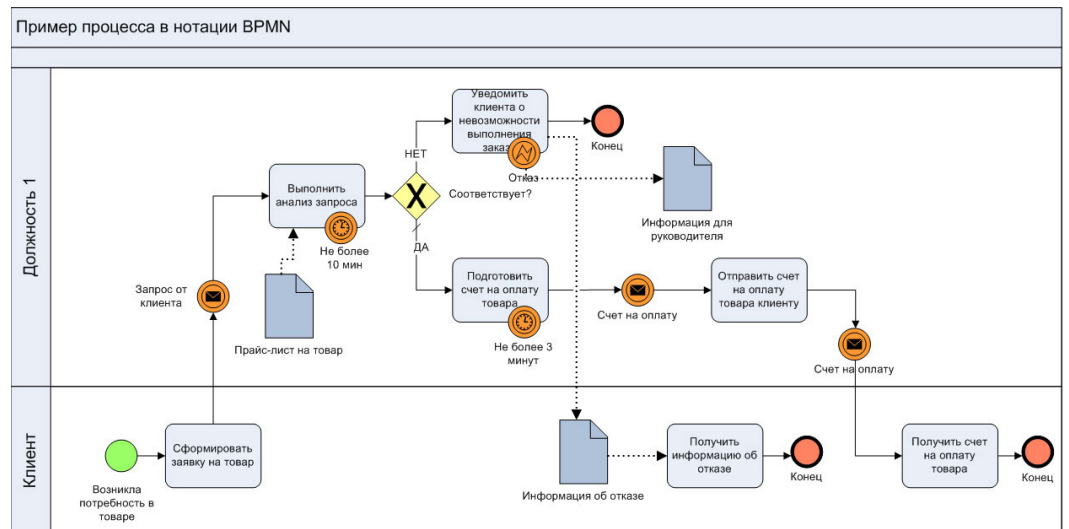 Пример процесса в нотации BPMN
Должность 1
Уведомить
клиента о
невозможности
выполнения
заказ
Конец
НЕТ
Отказ
Соответствует?
Выполнить
анализ запроса
Информация для
руководителя
Не более
10 мин
ДА
Запрос от
клиента
Подготовить
счет на оплату
товара
Отправить счет
на оплату
товара клиенту
Счет на оплату
Прайс-лист на товар
Не более 3
минут
Счет на оплату
Клиент
Сформировать
заявку на товар
Получить
информацию об
отказе
Получить счет
на оплату
товара
Возникла
потребность в
товаре
Информация об отказе
Конец
Конец